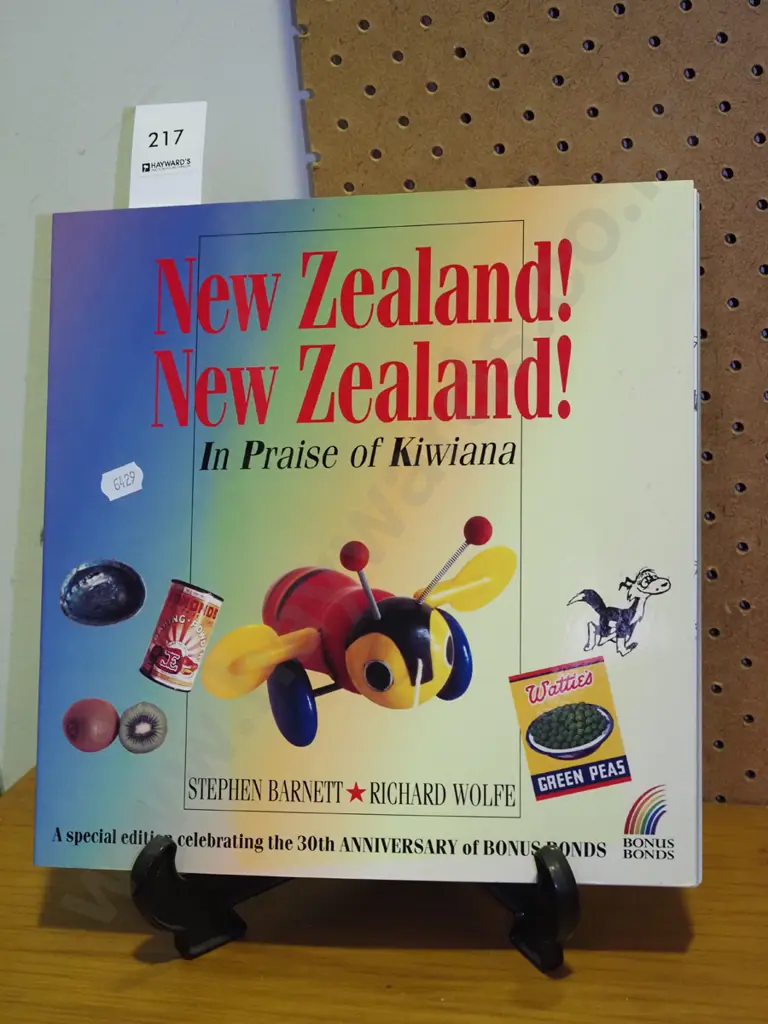 217
HAYWARD'S
New Zealand!
New Zealand!
In Praise of Kiwiana
6429
E
Wattie's
GREEN PEAS
STEPHEN BARNETT ★ RICHARD WOLFE
A special edition celebrating the 30th ANNIVERSARY of BONUS BONDS
BONUS
BONDS